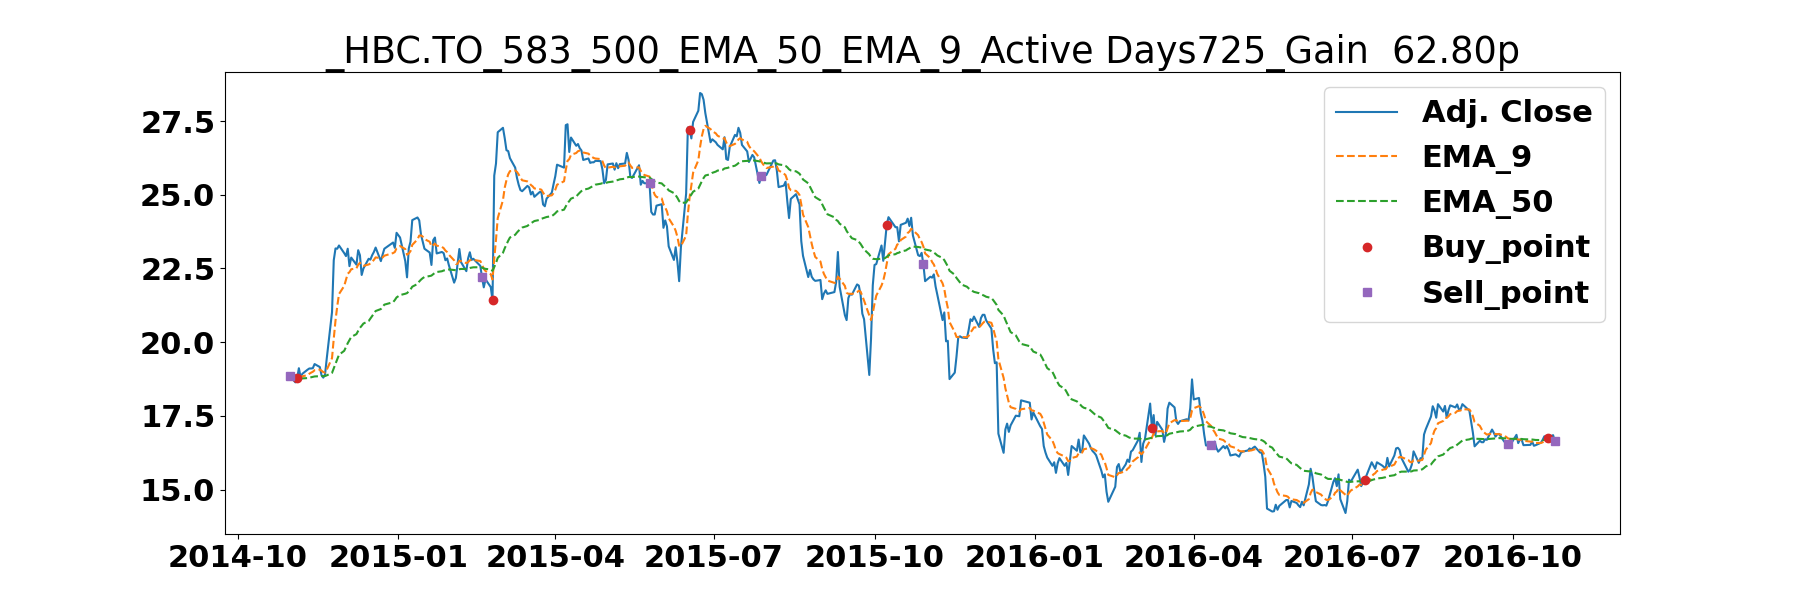 _HBC.TO_583_500_EMA_50_EMA_9_Active Days725_Gain  62.80p
27.5
25.0
22.5
20.0
17.5
15.0
2014-10 2015-01 2015-04 2015-07 2015-10 2016-01 2016-04 2016-07 2016-10
Adj. Close
EMA_9
EMA_50
Buy_point
Sell_point